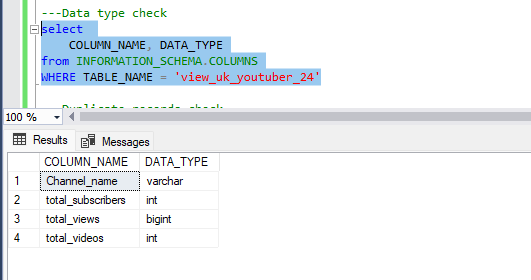 ---Data type check
select
COLUMN_NAME, DATA_TYPE
from INFORMATION_SCHEMA.COLUMNS
WHERE TABLE_NAME = 'view_uk_youtuber_24'
Duplicate records check
100 %
Results Messages
COLUMN_NAME DATA_TYPE
1 Channel_name varchar
2 total_subscribers int
3 total_views bigint
4 total_videos int